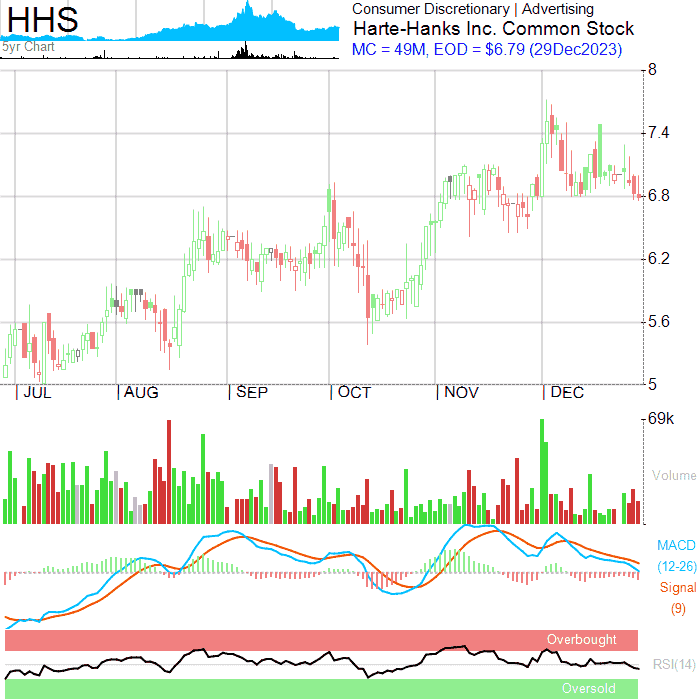 HHS
5yr Chart
Consumer Discretionary | Advertising
Harte-Hanks Inc. Common Stock
MC = 49M, EOD = $6.79 (29Dec2023)
8
7.4
6.8
6.2
5.6
5
JUL AUG SEP OCT NOV DEC
69k
Volume
MACD
(12-26)
Signal
(9)
Overbought
RSI(14)
Oversold